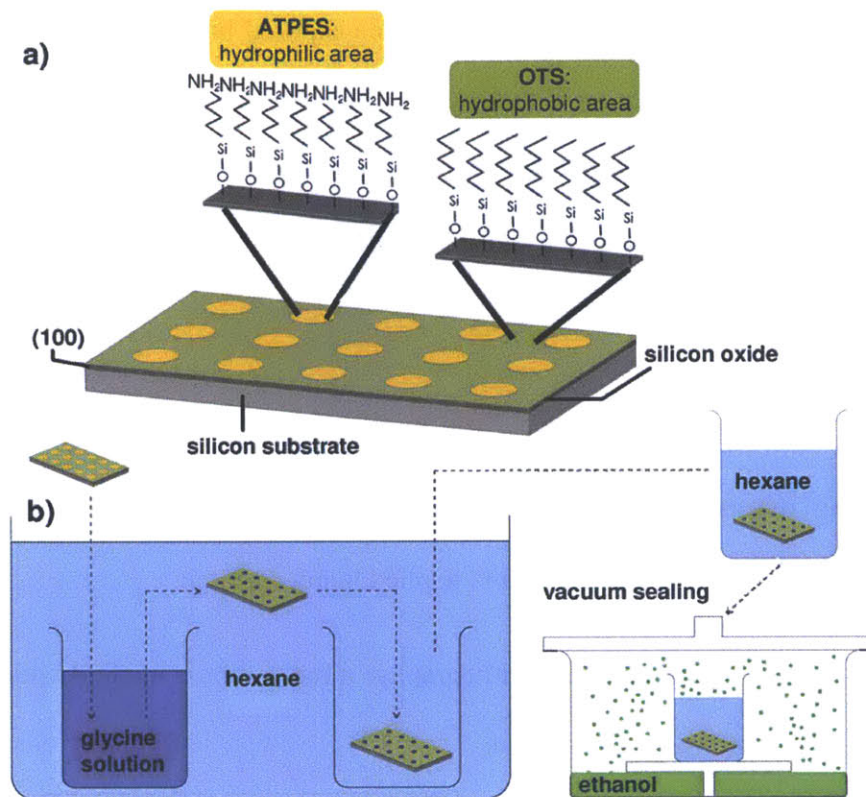 a)
ATPES:
hydrophilic area
OTS:
hydrophobic area
NH₂NH₂NH₂NH₂NH₂NH₂NH₂
Si Si Si Si Si Si Si
O O O O O O O
Si Si Si Si Si Si Si
O O O O O O O
(100)
silicon oxide
silicon substrate
b)
hexane
vacuum sealing
hexane
glycine
solution
ethanol